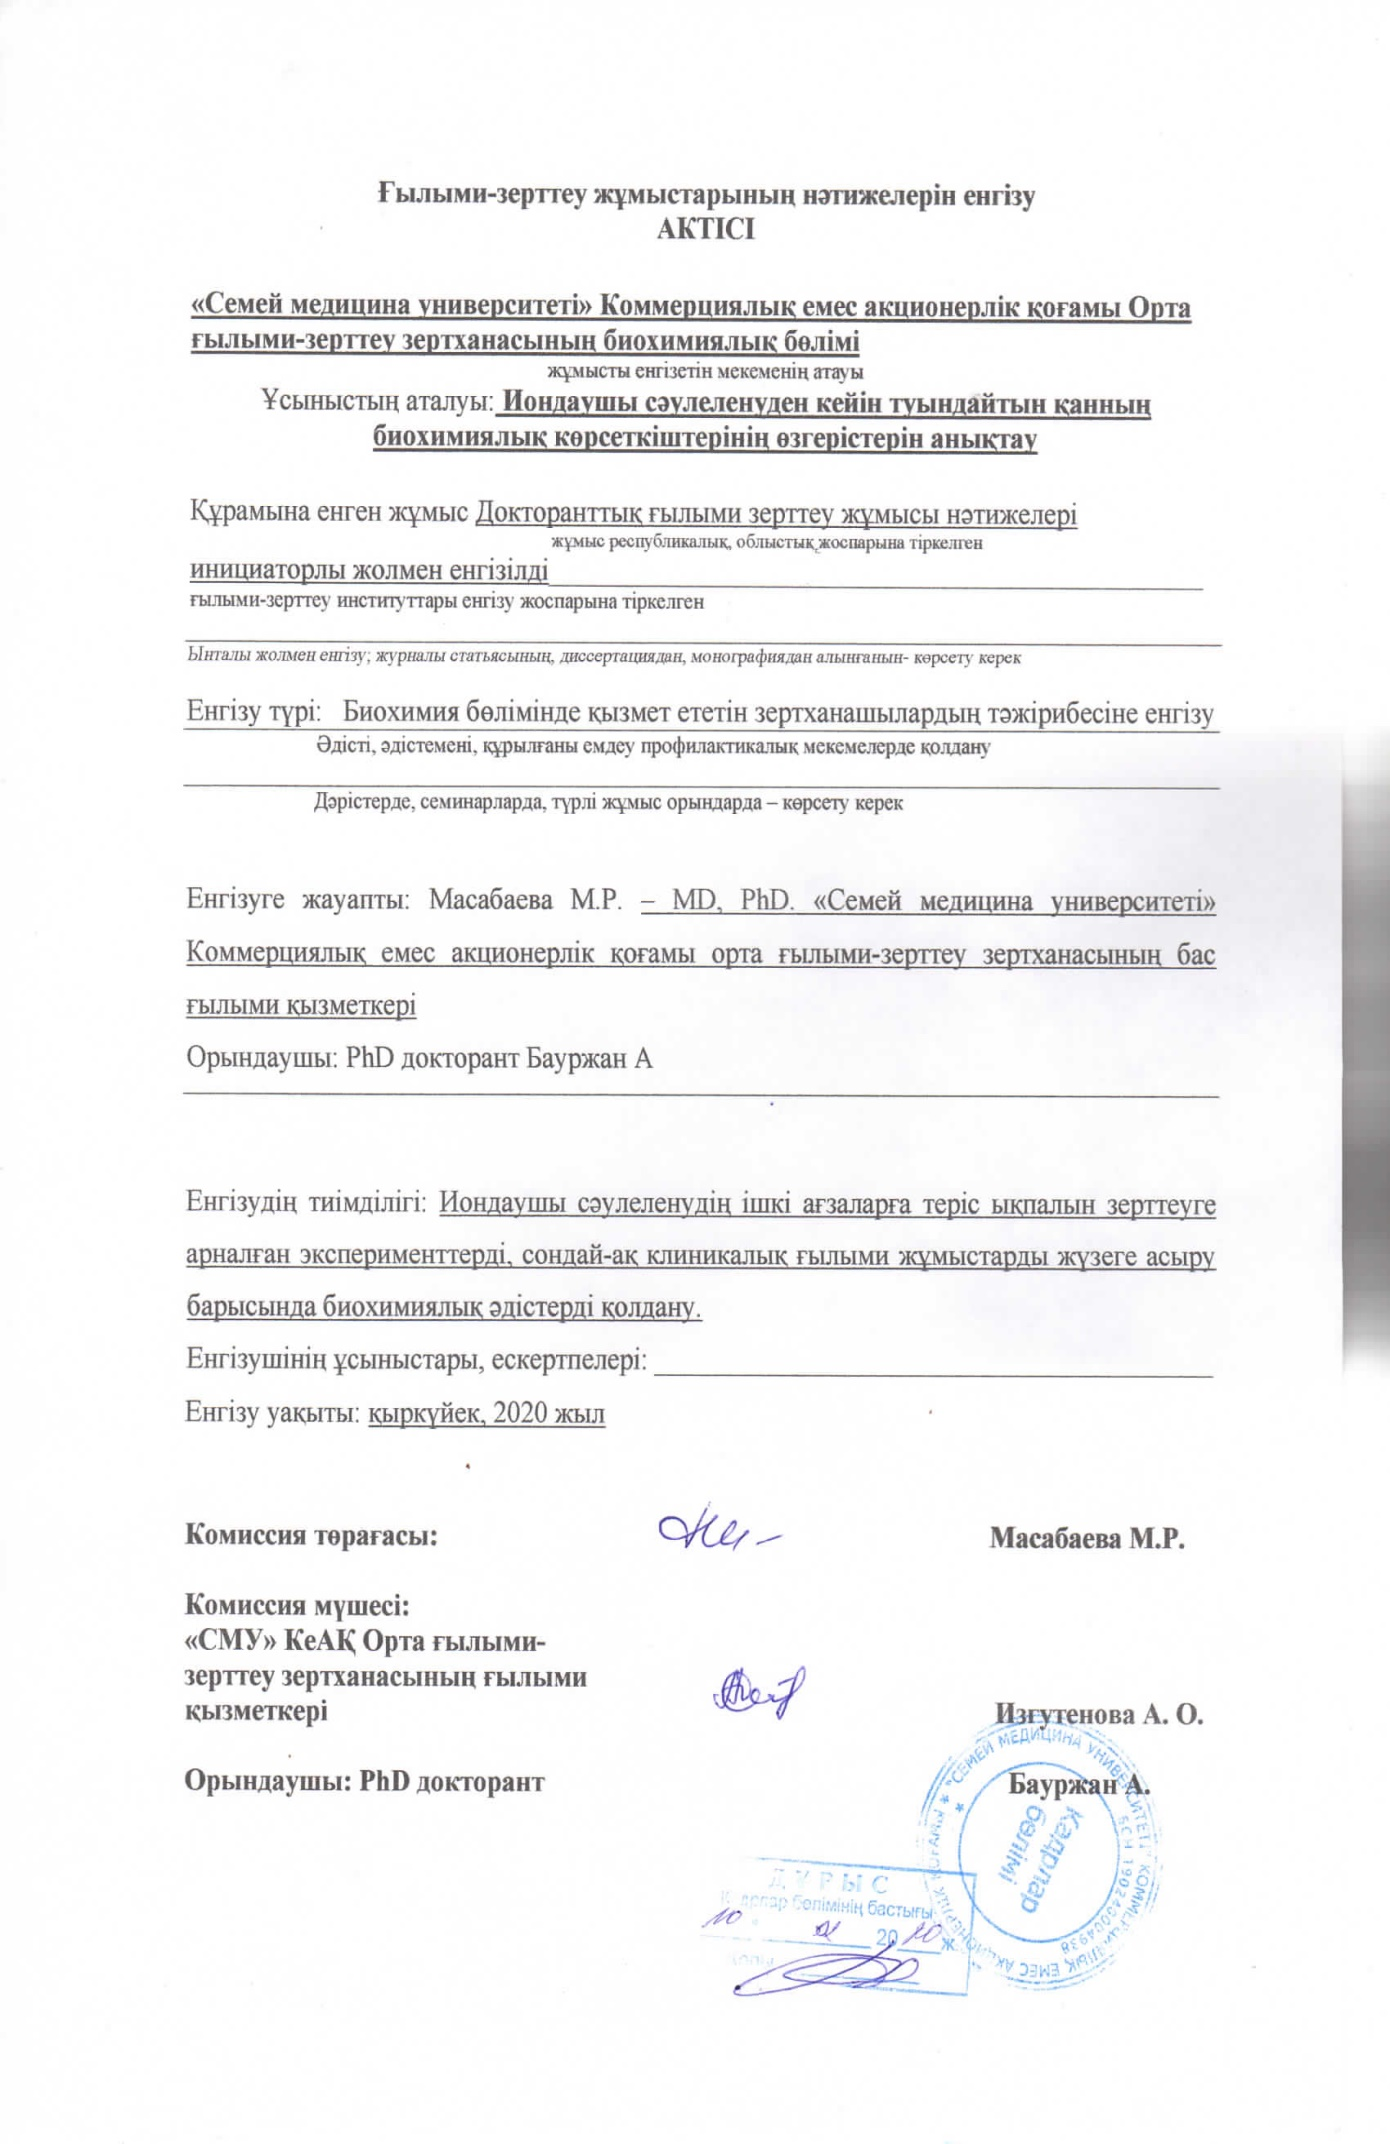 Ғылыми-зерттеу жұмыстарының нәтижелерін енгізу
АКТІСІ
«Семей медицина университеті» Коммерциялық емес акционерлік қоғамы Орта
ғылыми-зерттеу зертханасының биохимиялық бөлімі
жұмысты енгізетін мекеменің атауы
Ұсыныстың аталуы: Иондаушы сәулеленуден кейін туындайтын қанның
биохимиялық көрсеткіштерінің өзгерістерін анықтау
Құрамына енген жұмыс Докторанттық ғылыми зерттеу жұмысы нәтижелері
жұмыс республикалық, облыстық жоспарына тіркелген
инициаторлы жолмен енгізілді
ғылыми-зерттеу институттары енгізу жоспарына тіркелген
Ынталы жолмен енгізу; журналы статьясының, диссертациядан, монографиядан алынғанын- көрсету керек
Енгізу түрі: Биохимия бөлімінде қызмет ететін зертханашылардың тәжірибесіне енгізу
Әдісті, әдістемені, құрылғаны емдеу профилактикалық мекемелерде қолдану
Дәрістерде, семинарларда, түрлі жұмыс орындарда – көрсету керек
Енгізуге жауапты: Масабаева М.Р. – MD, PhD. «Семей медицина университеті»
Коммерциялық емес акционерлік қоғамы орта ғылыми-зерттеу зертханасының бас
ғылыми қызметкері
Орындаушы: PhD докторант Бауржан А
Енгізудің тиімділігі: Иондаушы сәулеленудің ішкі ағзаларға теріс ықпалын зерттеуге
арналған эксперименттерді, сондай-ақ клиникалық ғылыми жұмыстарды жүзеге асыру
барысында биохимиялық әдістерді қолдану.
Енгізушінің ұсыныстары, ескертпелері:
Енгізу уақыты: қыркүйек, 2020 жыл
Комиссия төрағасы: Масабаева М.Р.
Комиссия мүшесі:
«СМУ» КеАҚ Орта ғылыми-
зерттеу зертханасының ғылыми
қызметкері Изгутенова А. О.
Орындаушы: PhD докторант Бауржан А.
"СЕМЕЙ МЕДИЦИНА УНИВЕРСИТЕТІ" КОММЕРЦИЯЛЫҚ ЕМЕС АКЦИОНЕРЛІК ҚОҒАМЫ
БСН 190240004938
Кадрлар
бөлімі
ДҰРЫС
Кадрлар бөлімінің бастығы
10 2020 ж